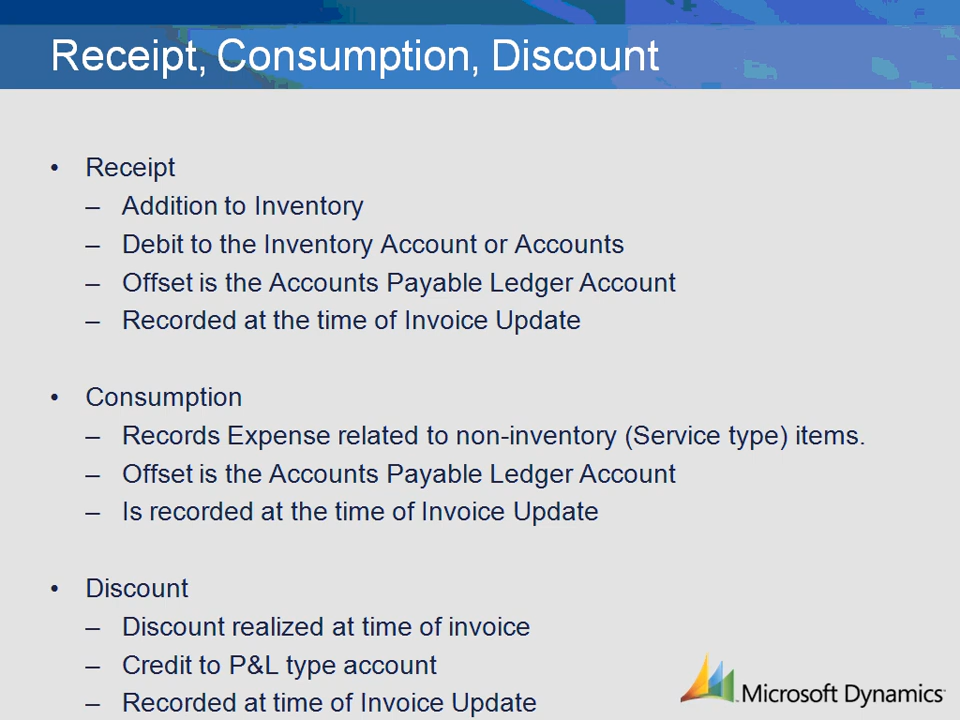 Receipt, Consumption, Discount
• Receipt
– Addition to Inventory
– Debit to the Inventory Account or Accounts
– Offset is the Accounts Payable Ledger Account
– Recorded at the time of Invoice Update
• Consumption
– Records Expense related to non-inventory (Service type) items.
– Offset is the Accounts Payable Ledger Account
– Is recorded at the time of Invoice Update
• Discount
– Discount realized at time of invoice
– Credit to P&L type account
– Recorded at time of Invoice Update
Microsoft Dynamics